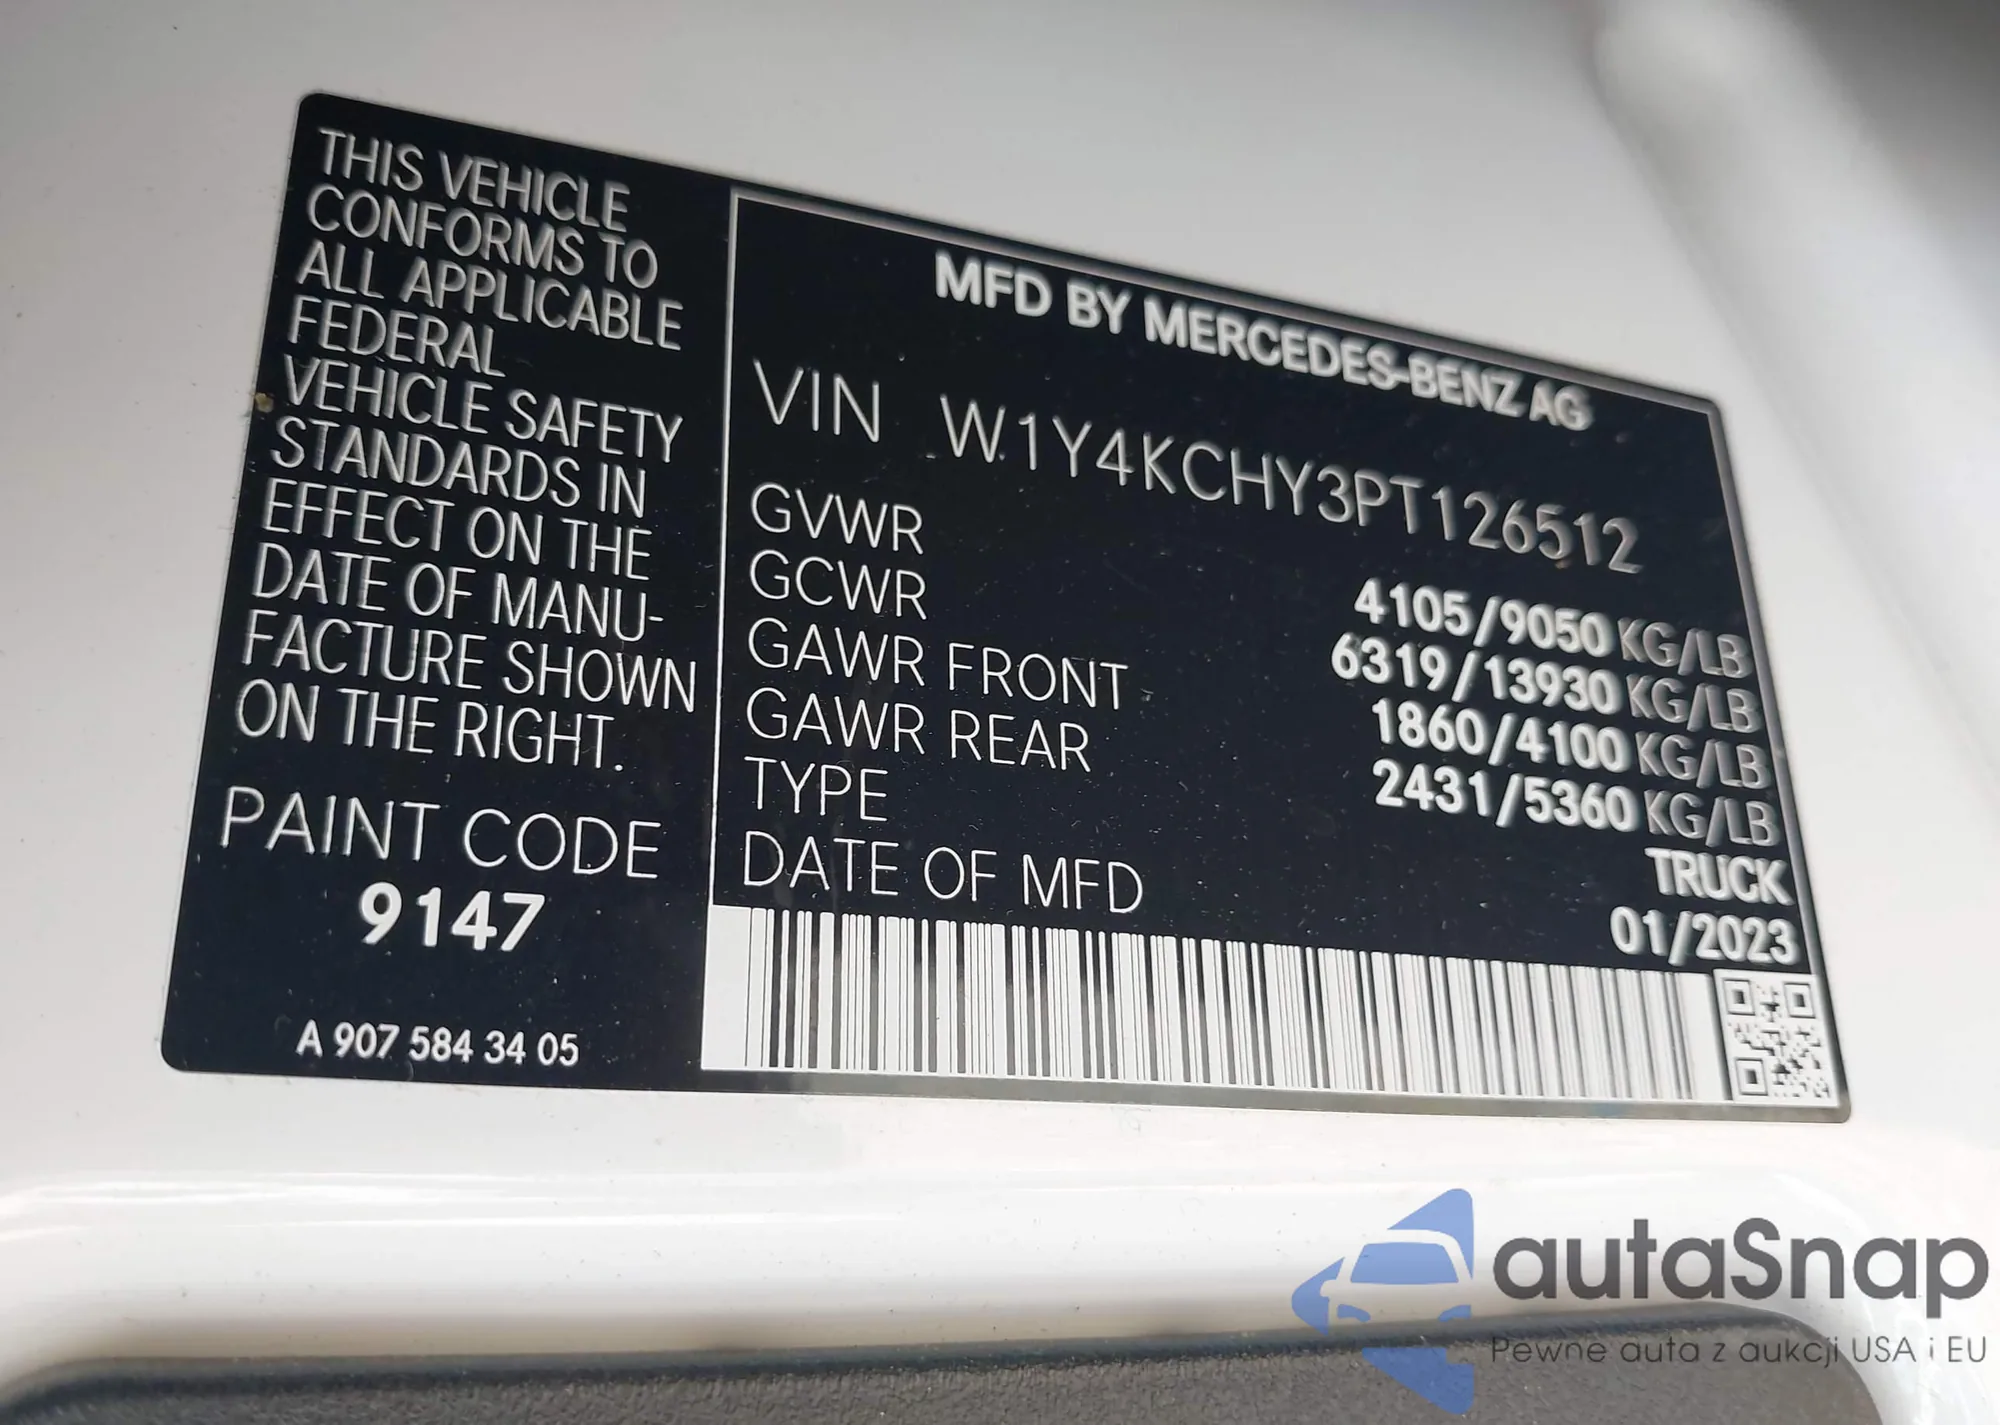 THIS VEHICLE
CONFORMS TO
ALL APPLICABLE
FEDERAL
VEHICLE SAFETY
STANDARDS IN
EFFECT ON THE
DATE OF MANU-
FACTURE SHOWN
ON THE RIGHT.
PAINT CODE
9147
A 907 584 34 05
MFD BY MERCEDES-BENZ AG
VIN W1Y4KCHY3PT126512
GVWR 4105/9050 KG/LB
GCWR 6319/13930 KG/LB
GAWR FRONT 1860/4100 KG/LB
GAWR REAR 2431/5360 KG/LB
TYPE TRUCK
DATE OF MFD 01/2023
autaSnap
Pewne auta z aukcji USA i EU